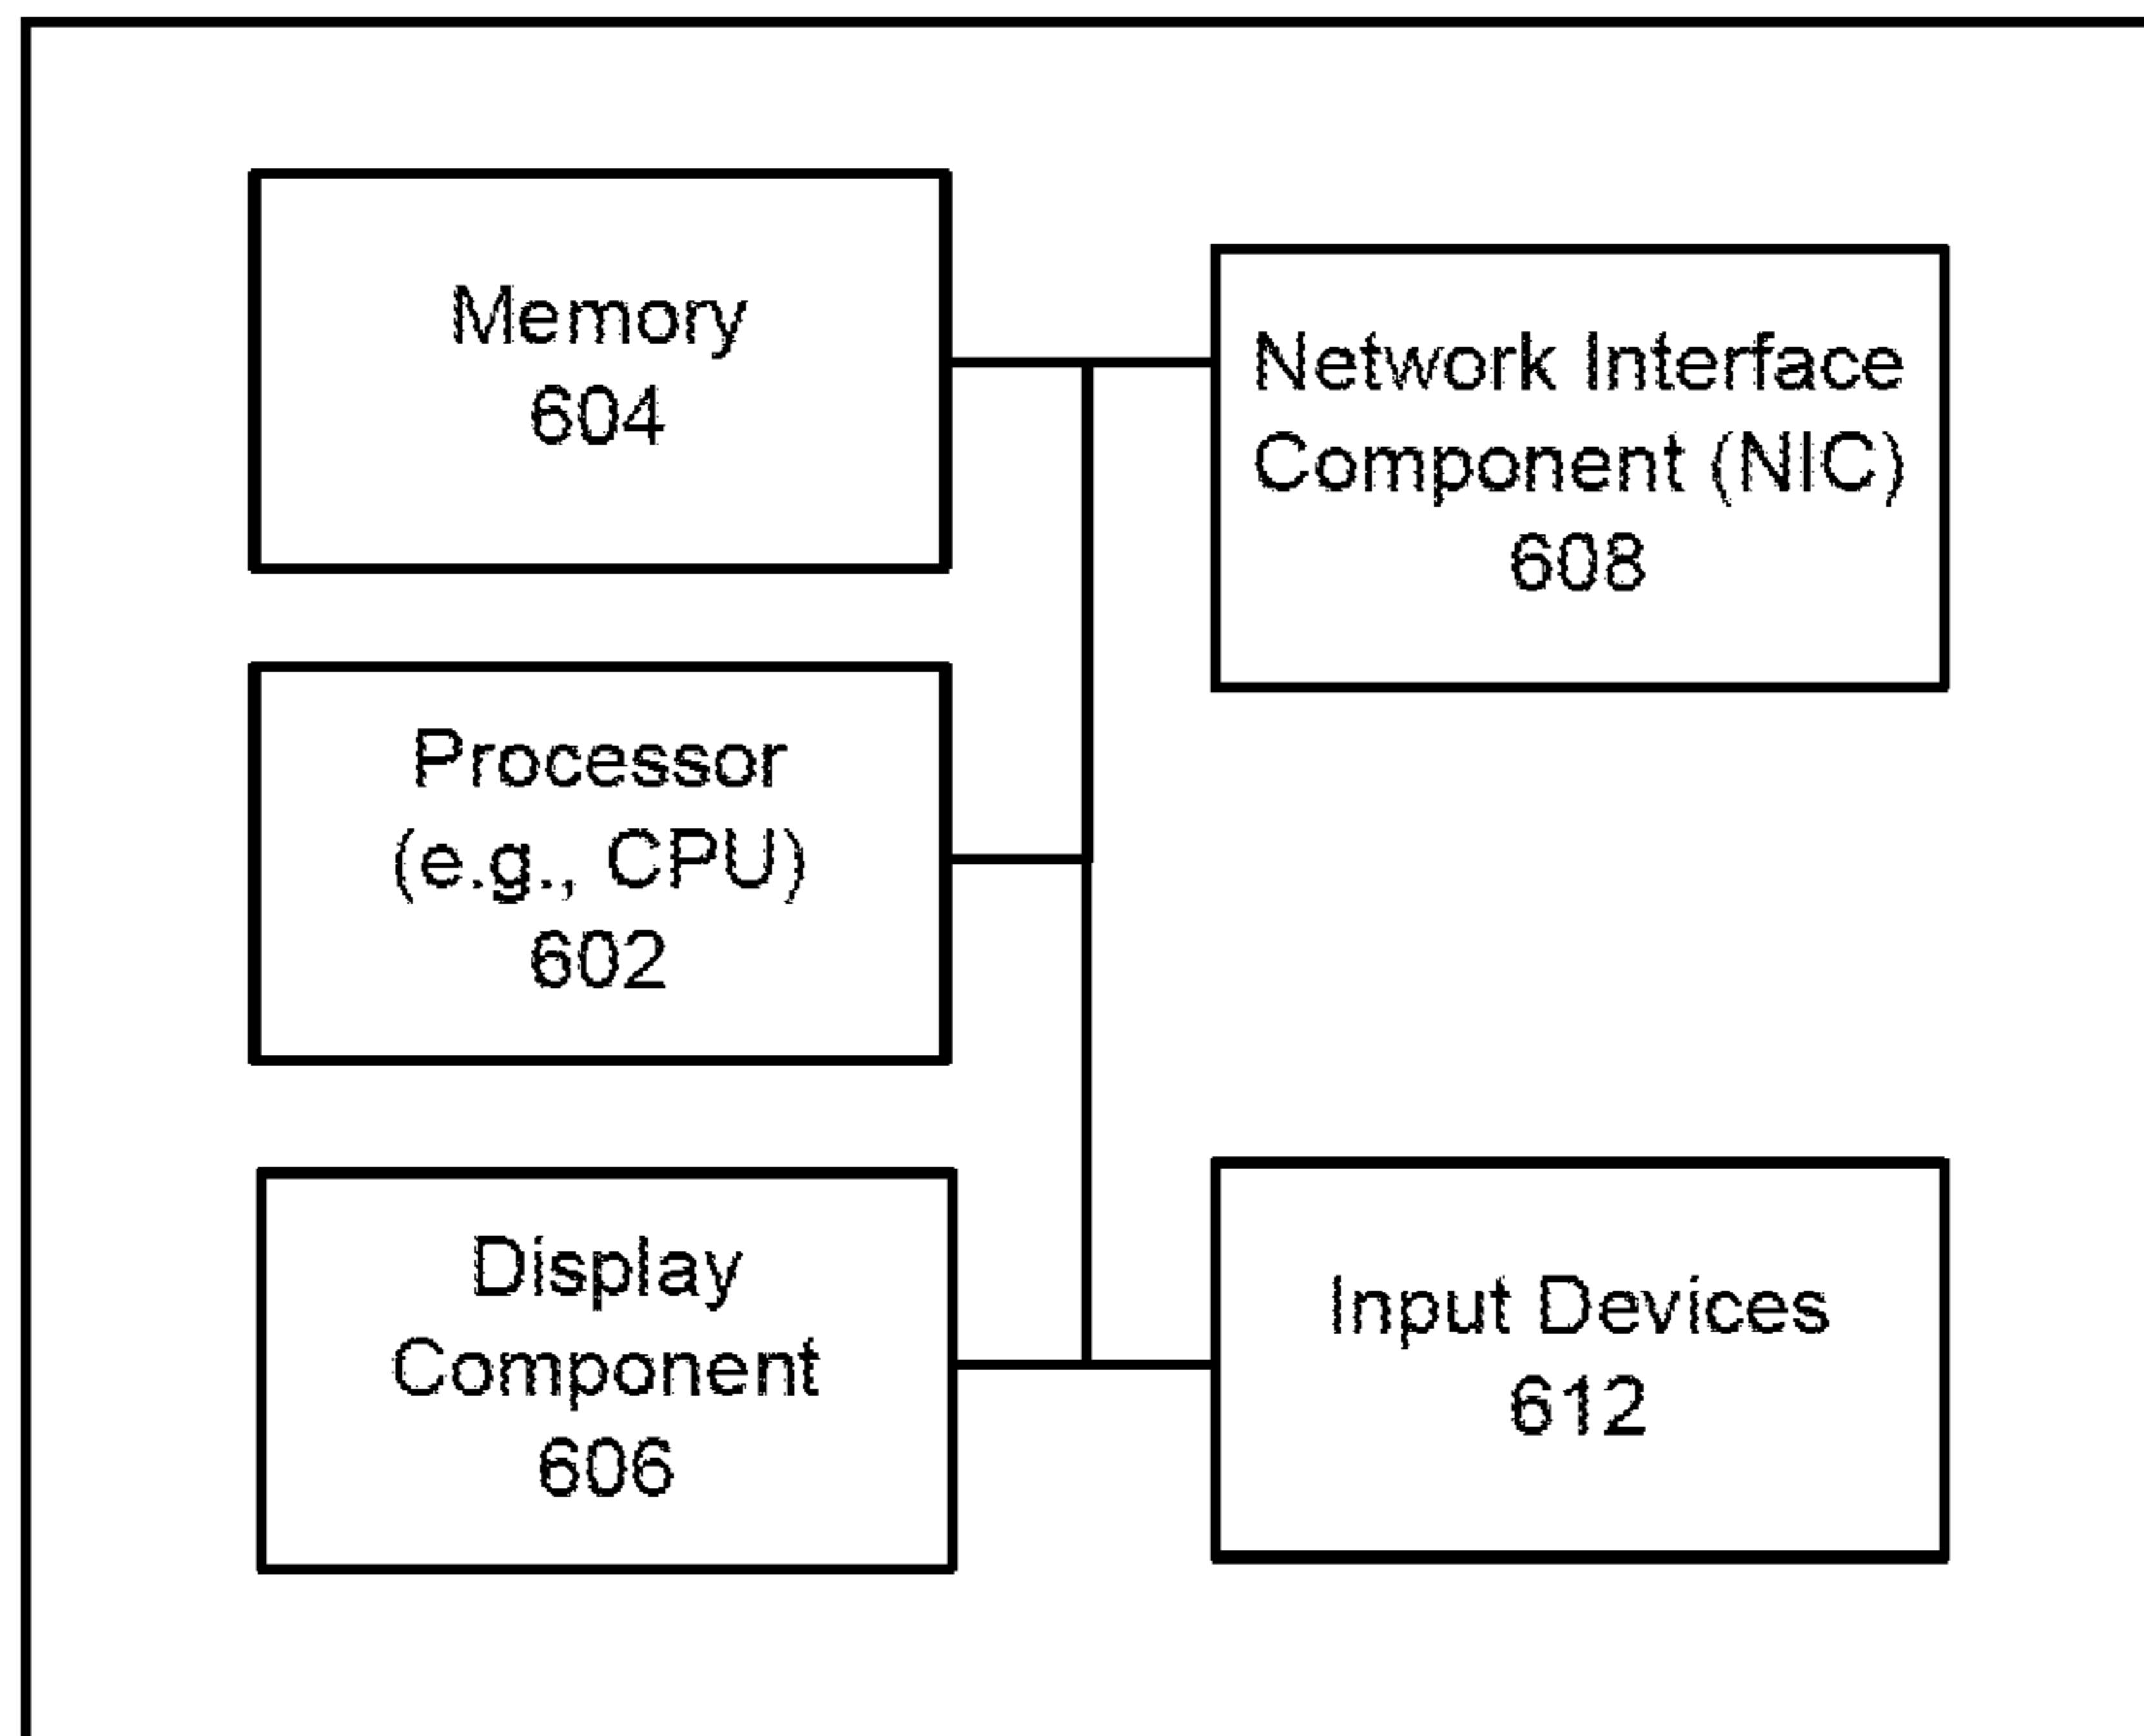 Memory
604
Network Interface
Component (NIC)
608
Processor
(e.g., CPU)
602
Display
Component
606
Input Devices
612